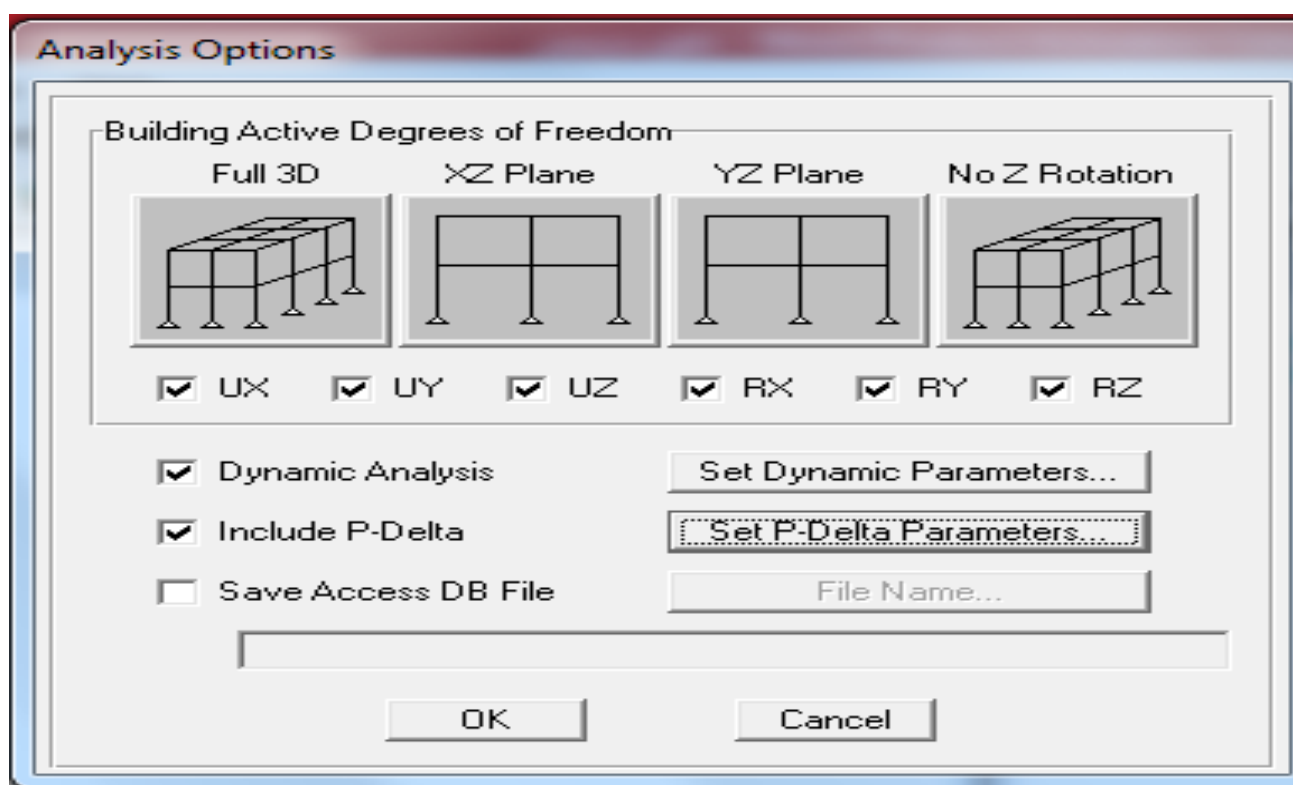 Analysis Options
Building Active Degrees of Freedom
Full 3D XZ Plane YZ Plane No Z Rotation
UX UY UZ RX RY RZ
Dynamic Analysis Set Dynamic Parameters...
Include P-Delta Set P-Delta Parameters...
Save Access DB File File Name...
OK Cancel